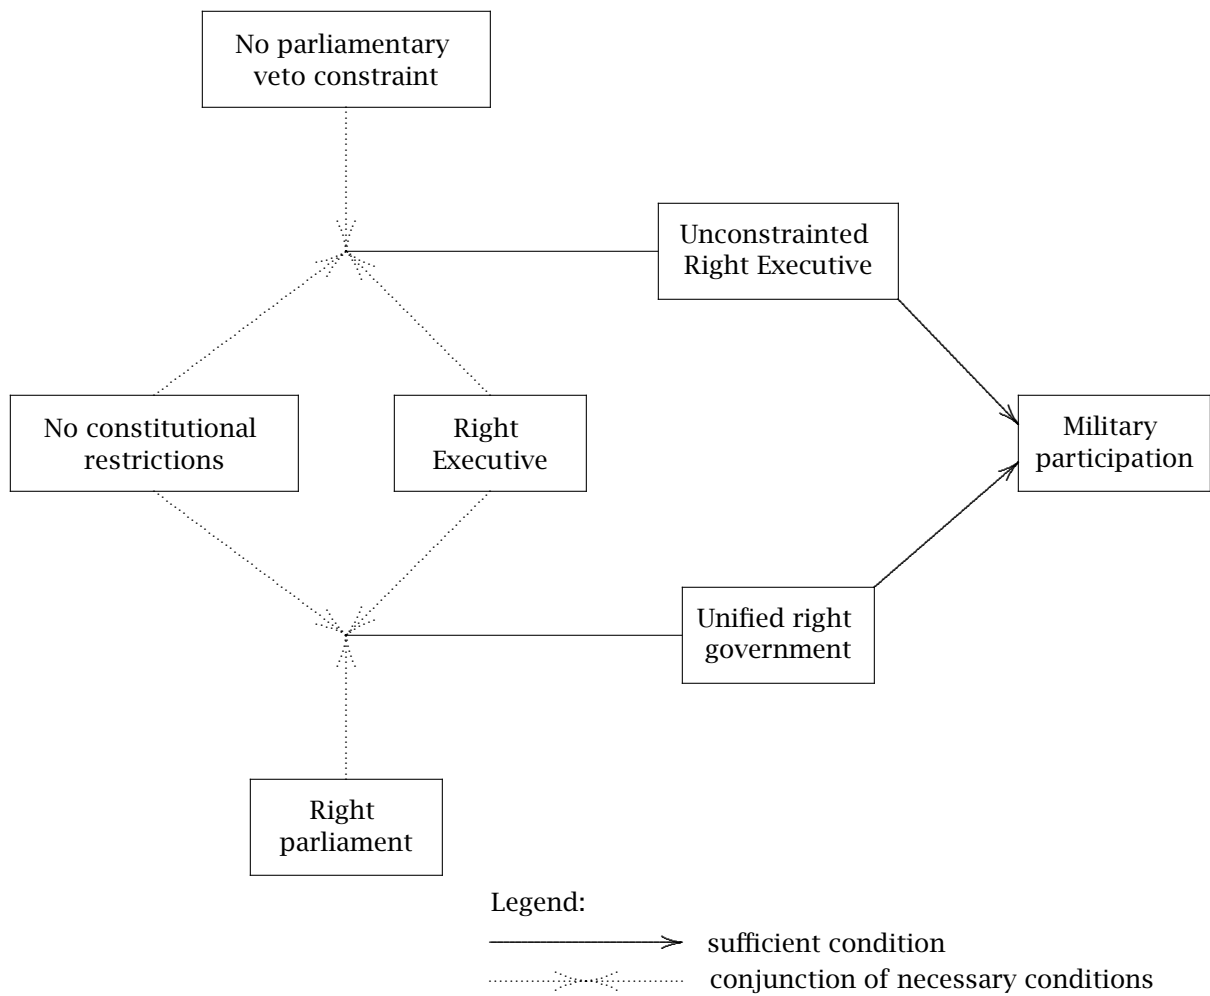 No parliamentary
veto constraint
Unconstrainted
Right Executive
No constitutional
restrictions
Right
Executive
Military
participation
Unified right
government
Right
parliament
Legend:
sufficient condition
conjunction of necessary conditions